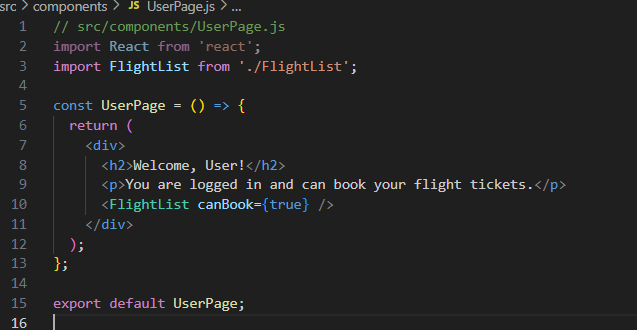 src > components > JS UserPage.js > ...
1 // src/components/UserPage.js
2 import React from 'react';
3 import FlightList from './FlightList';
4
5 const UserPage = () => {
6   return (
7     <div>
8       <h2>Welcome, User!</h2>
9       <p>You are logged in and can book your flight tickets.</p>
10       <FlightList canBook={true} />
11     </div>
12   );
13 };
14
15 export default UserPage;
16